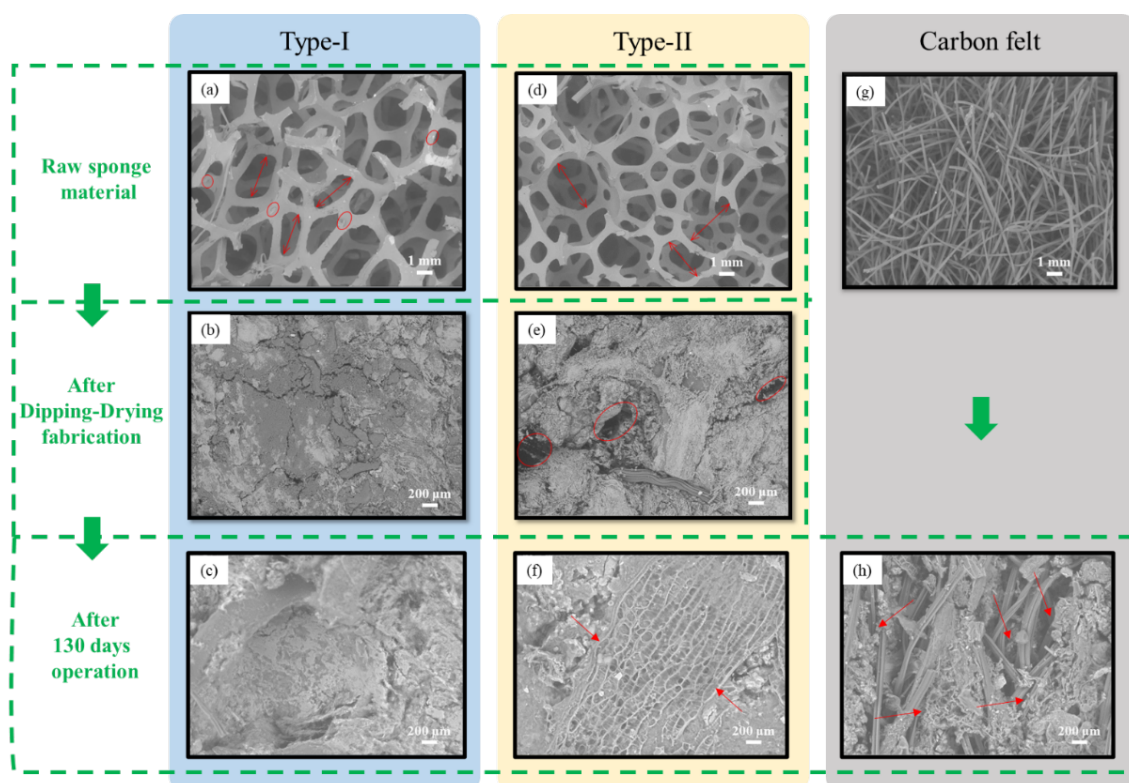 Type-I
Type-II
Carbon felt
Raw sponge
material
(a)
1 mm
(d)
1 mm
(g)
1 mm
After
Dipping-Drying
fabrication
(b)
200 μm
(e)
200 μm
After
130 days
operation
(c)
200 μm
(f)
200 μm
(h)
200 μm